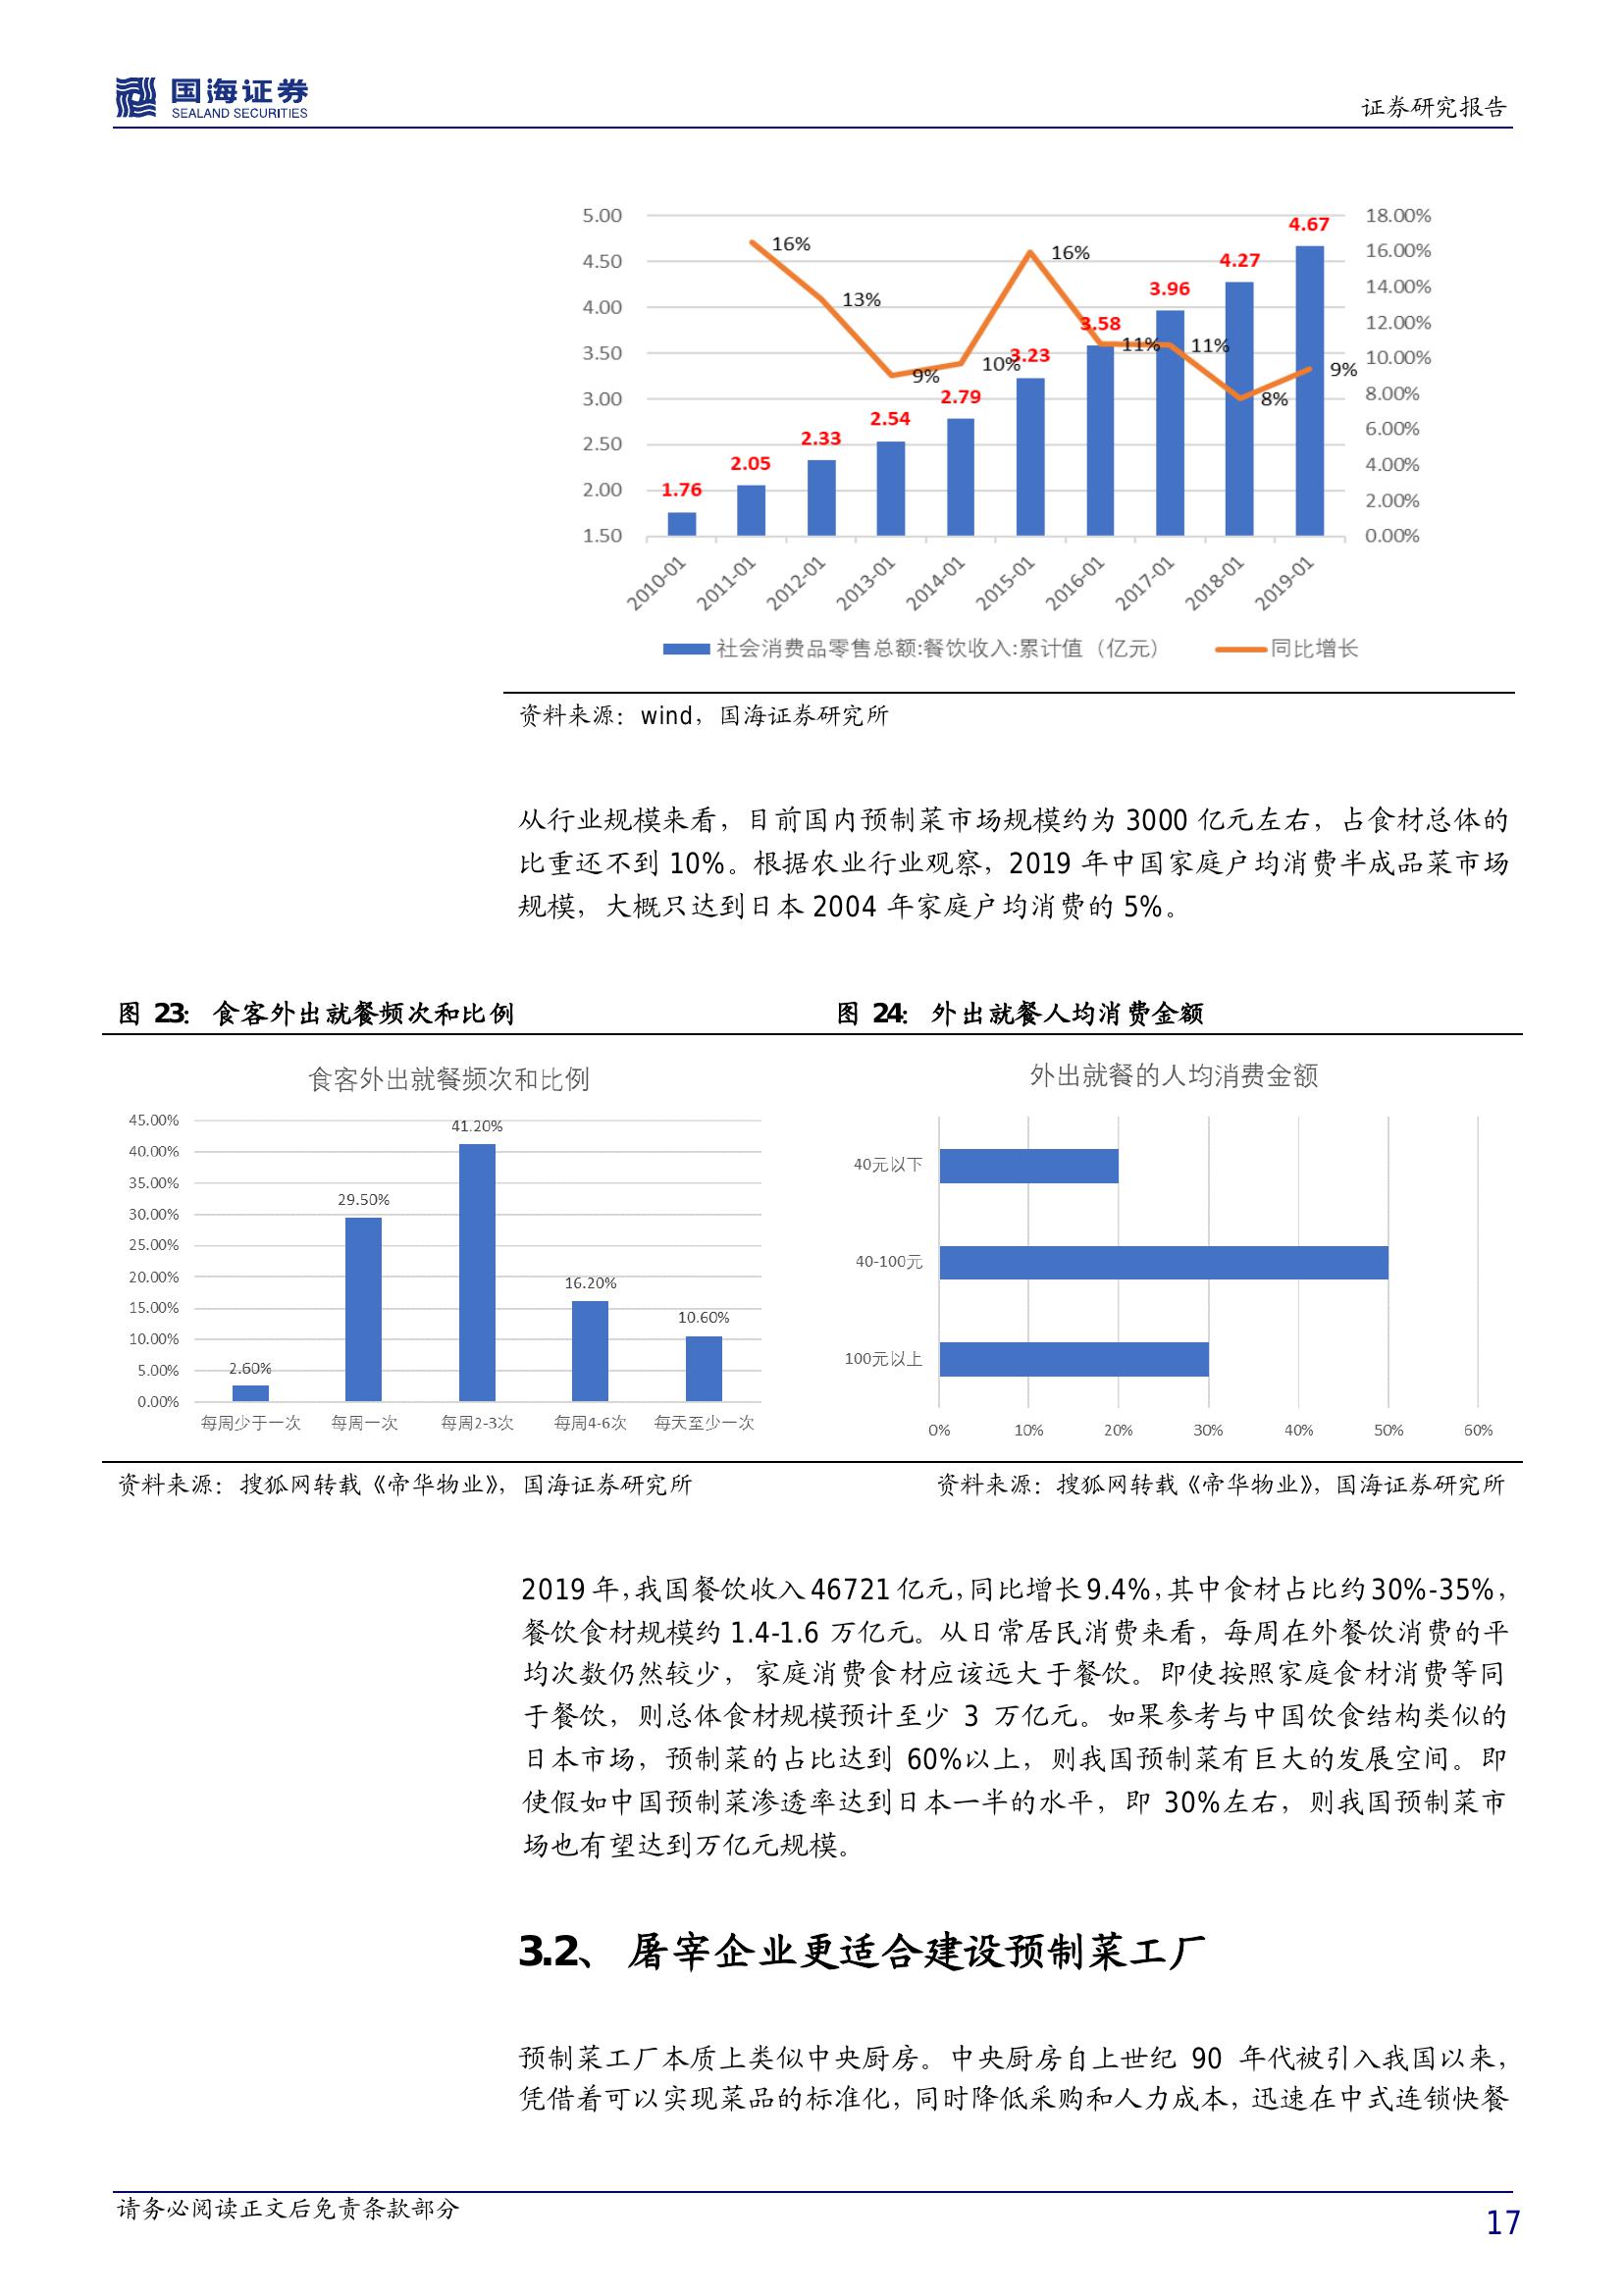 国海证券
SEALAND SECURITIES
证券研究报告
5.00
4.50
4.00
3.50
3.00
2.50
2.00
1.50
18.00%
16.00%
14.00%
12.00%
10.00%
8.00%
6.00%
4.00%
2.00%
0.00%
1.76
2.05
2.33
2.54
2.79
3.23
3.58
3.96
4.27
4.67
16%
13%
9%
10%
16%
11%
11%
8%
9%
2010-01
2011-01
2012-01
2013-01
2014-01
2015-01
2016-01
2017-01
2018-01
2019-01
社会消费品零售总额:餐饮收入:累计值（亿元）
同比增长
资料来源：wind，国海证券研究所
从行业规模来看，目前国内预制菜市场规模约为 3000 亿元左右，占食材总体的
比重还不到 10%。根据农业行业观察，2019 年中国家庭户均消费半成品菜市场
规模，大概只达到日本 2004 年家庭户均消费的 5%。
图 23： 食客外出就餐频次和比例
图 24： 外出就餐人均消费金额
食客外出就餐频次和比例
45.00%
40.00%
35.00%
30.00%
25.00%
20.00%
15.00%
10.00%
5.00%
0.00%
2.60%
29.50%
41.20%
16.20%
10.60%
每周少于一次
每周一次
每周2-3次
每周4-6次
每天至少一次
外出就餐的人均消费金额
40元以下
40-100元
100元以上
0%
10%
20%
30%
40%
50%
60%
资料来源：搜狐网转载《帝华物业》，国海证券研究所
资料来源：搜狐网转载《帝华物业》，国海证券研究所
2019 年，我国餐饮收入 46721 亿元，同比增长 9.4%，其中食材占比约 30%-35%，
餐饮食材规模约 1.4-1.6 万亿元。从日常居民消费来看，每周在外餐饮消费的平
均次数仍然较少，家庭消费食材应该远大于餐饮。即使按照家庭食材消费等同
于餐饮，则总体食材规模预计至少 3 万亿元。如果参考与中国饮食结构类似的
日本市场，预制菜的占比达到 60%以上，则我国预制菜有巨大的发展空间。即
使假如中国预制菜渗透率达到日本一半的水平，即 30%左右，则我国预制菜市
场也有望达到万亿元规模。
3.2、 屠宰企业更适合建设预制菜工厂
预制菜工厂本质上类似中央厨房。中央厨房自上世纪 90 年代被引入我国以来，
凭借着可以实现菜品的标准化，同时降低采购和人力成本，迅速在中式连锁快餐
请务必阅读正文后免责条款部分
17